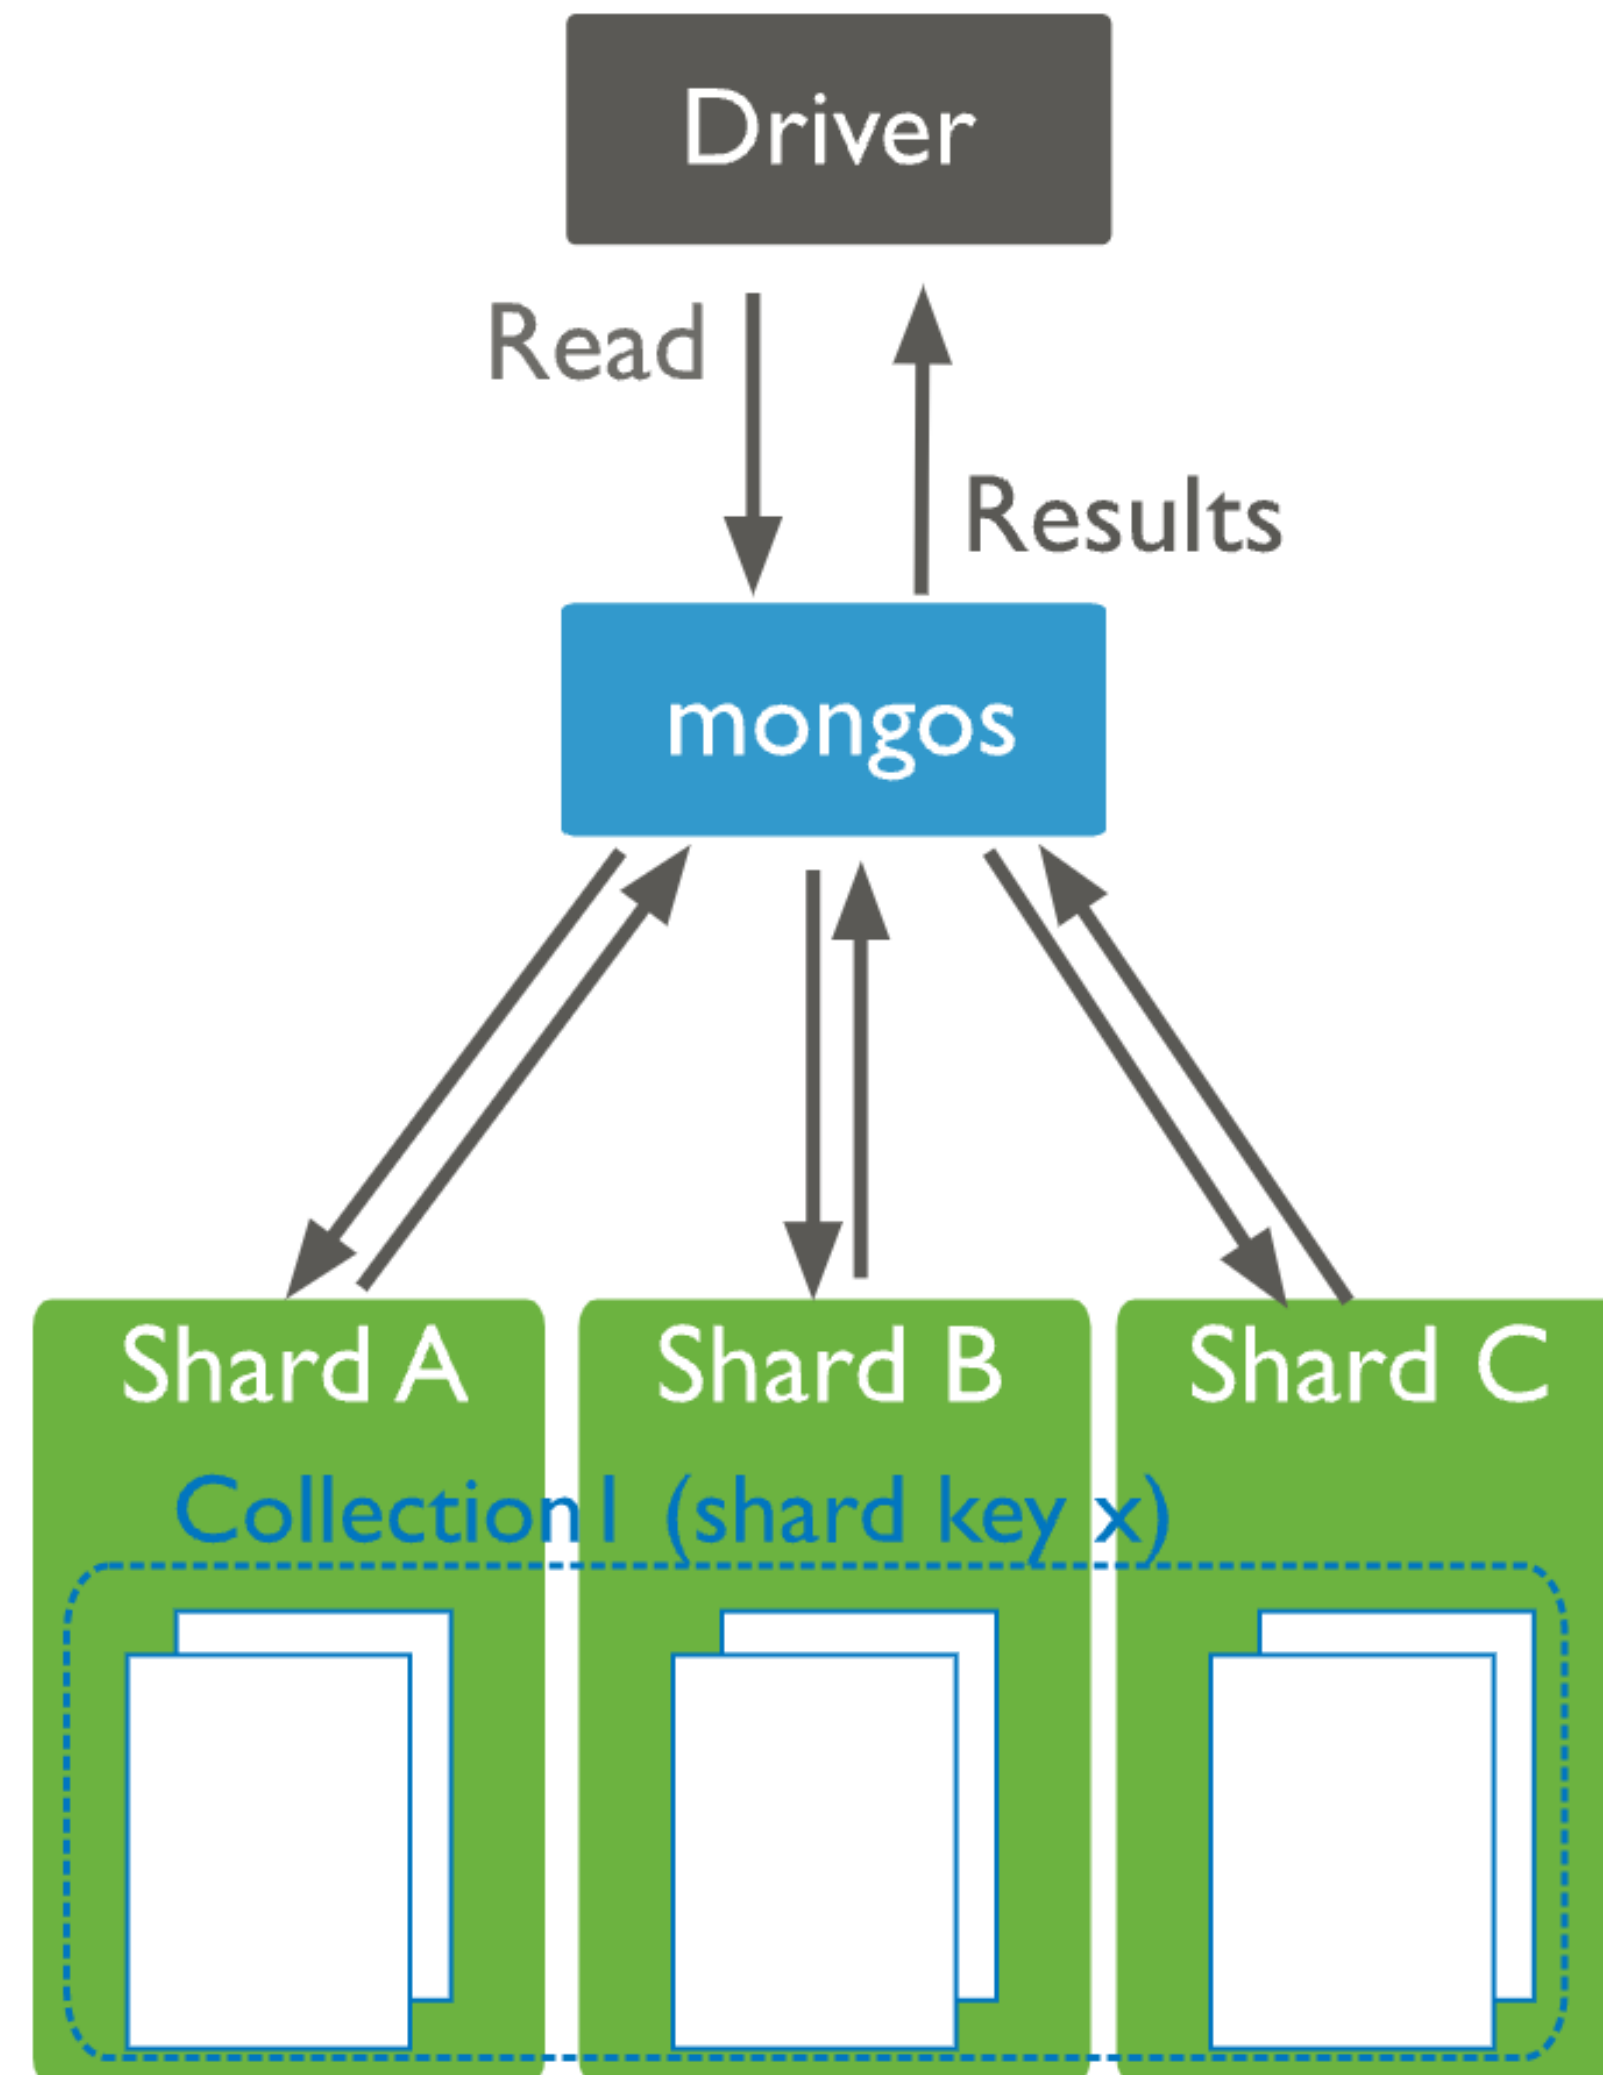 Driver
Read
Results
mongos
Shard A
Shard B
Shard C
Collection1 (shard key x)